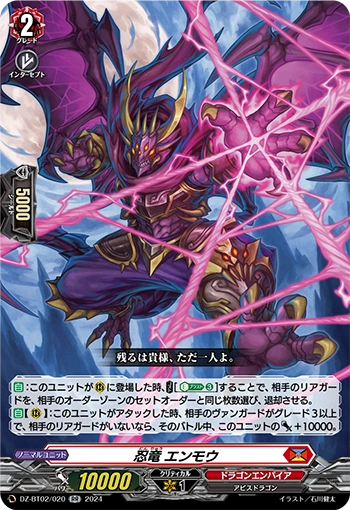 2
グレード
インターセプト
5000
シールド
残るは貴様、ただ一人よ。
自:このユニットがRに登場した時、[ブラスト3]することで、相手のリアガードを、相手のオーダーゾーンのセットオーダーと同じ枚数選び、退却させる。
自R:このユニットがアタックした時、相手のヴァンガードがグレード3以上で、相手のリアガードがいないなら、そのバトル中、このユニットの+10000。
ノーマルユニット
忍竜 エンモウ
パワー
10000
クリティカル
1
ドラゴンエンパイア
アビスドラゴン
DZ-BT02/020 RR 2024
イラスト/石川健太